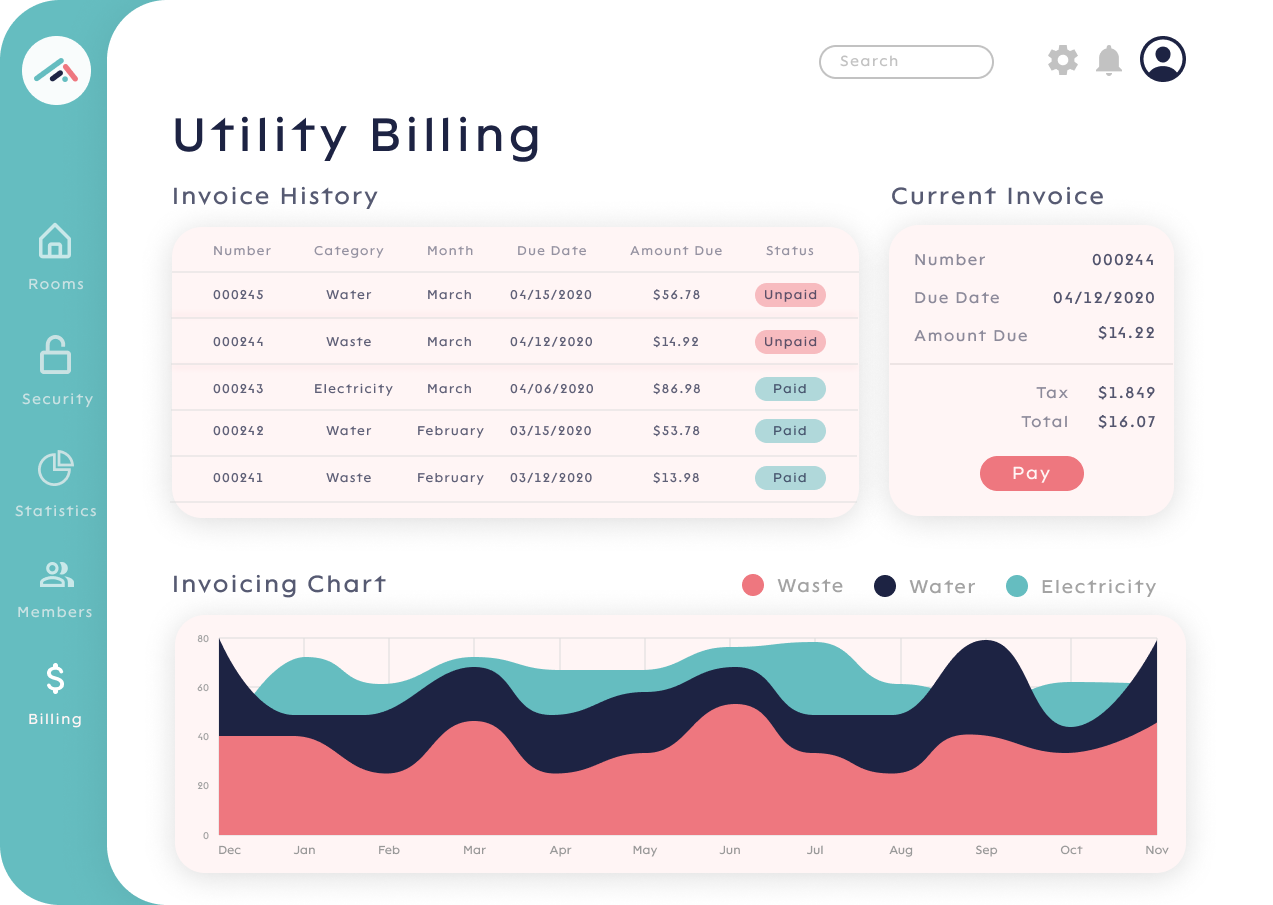 Search
Utility Billing
Invoice History
Current Invoice
Number Category Month Due Date Amount Due Status
000245 Water March 04/15/2020 $56.78 Unpaid
000244 Waste March 04/12/2020 $14.92 Unpaid
000243 Electricity March 04/06/2020 $86.98 Paid
000242 Water February 03/15/2020 $53.78 Paid
000241 Waste February 03/12/2020 $13.98 Paid
Number 000244
Due Date 04/12/2020
Amount Due $14.22
Tax $1.849
Total $16.07
Pay
Rooms
Security
Statistics
Members
$
Billing
Invoicing Chart
Waste Water Electricity
80
60
40
20
0
Dec Jan Feb Mar Apr May Jun Jul Aug Sep Oct Nov